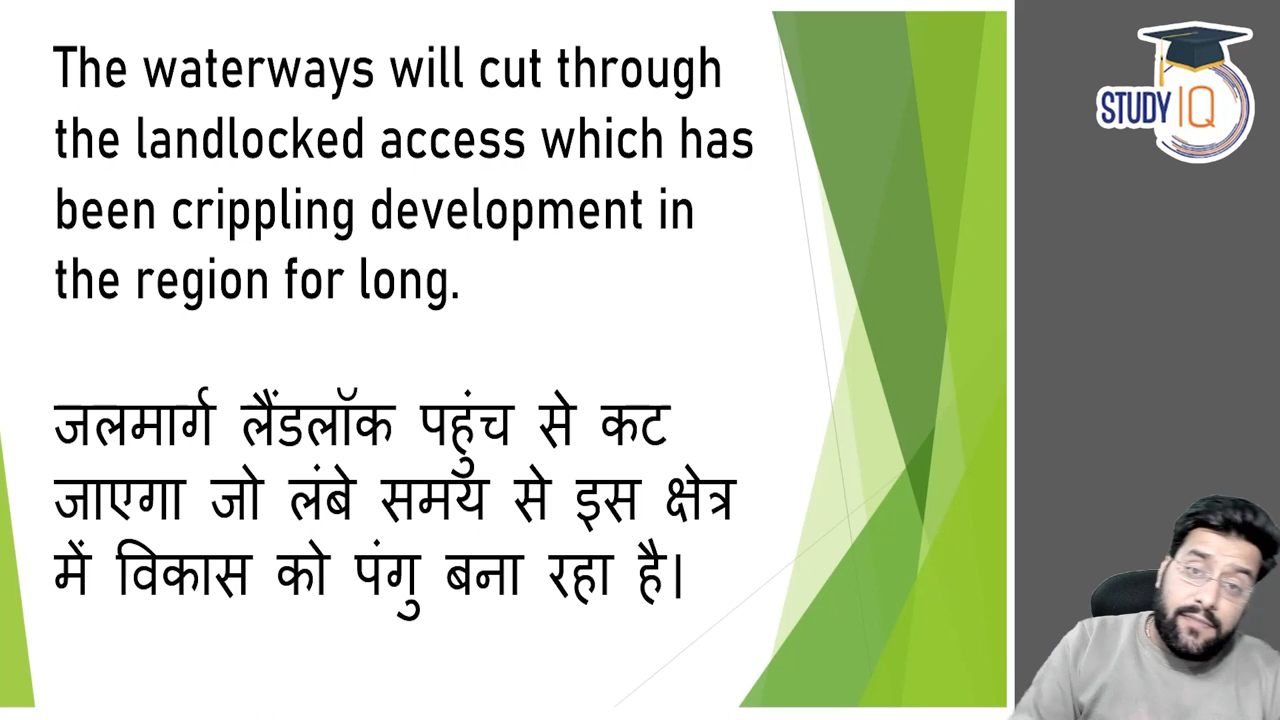 The waterways will cut through
the landlocked access which has
been crippling development in
the region for long.
जलमार्ग लैंडलॉक पहुंच से कट
जाएगा जो लंबे समय से इस क्षेत्र
में विकास को पंगु बना रहा है।
STUDY IQ